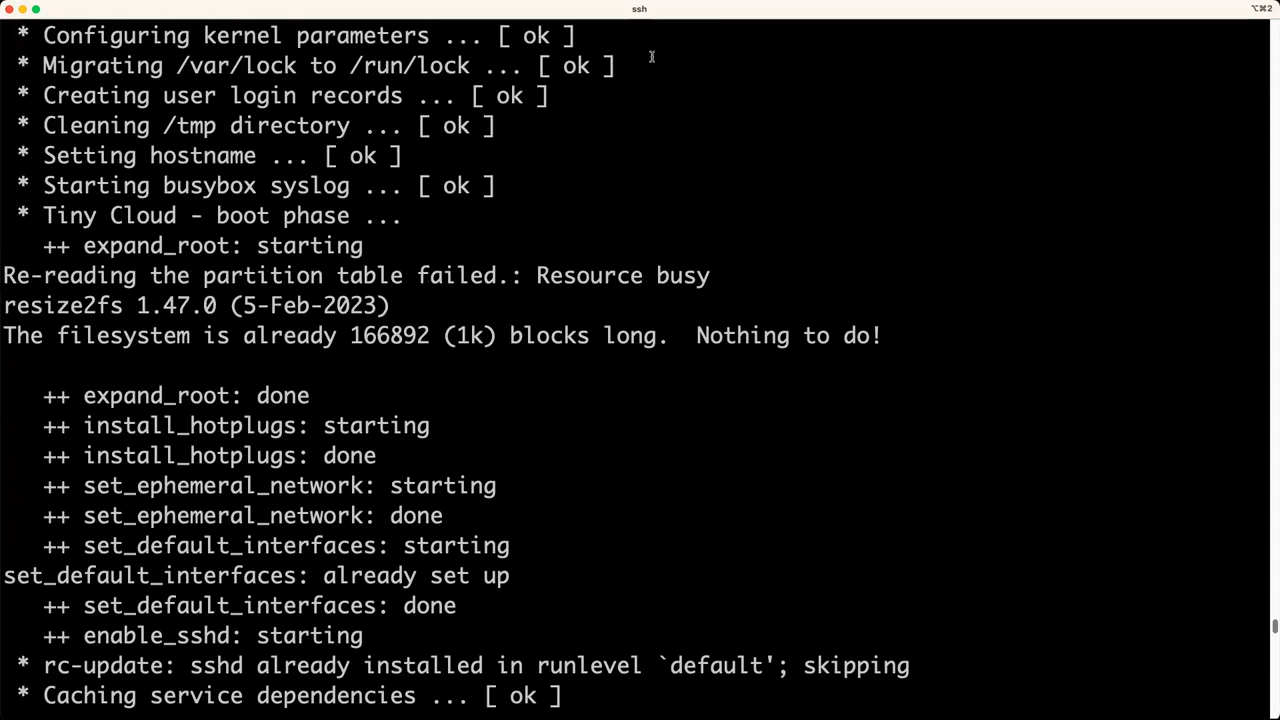 ssh
⌥⌘2
* Configuring kernel parameters ... [ ok ]
* Migrating /var/lock to /run/lock ... [ ok ]
* Creating user login records ... [ ok ]
* Cleaning /tmp directory ... [ ok ]
* Setting hostname ... [ ok ]
* Starting busybox syslog ... [ ok ]
* Tiny Cloud - boot phase ...
++ expand_root: starting
Re-reading the partition table failed.: Resource busy
resize2fs 1.47.0 (5-Feb-2023)
The filesystem is already 166892 (1k) blocks long.  Nothing to do!
++ expand_root: done
++ install_hotplugs: starting
++ install_hotplugs: done
++ set_ephemeral_network: starting
++ set_ephemeral_network: done
++ set_default_interfaces: starting
set_default_interfaces: already set up
++ set_default_interfaces: done
++ enable_sshd: starting
* rc-update: sshd already installed in runlevel `default'; skipping
* Caching service dependencies ... [ ok ]